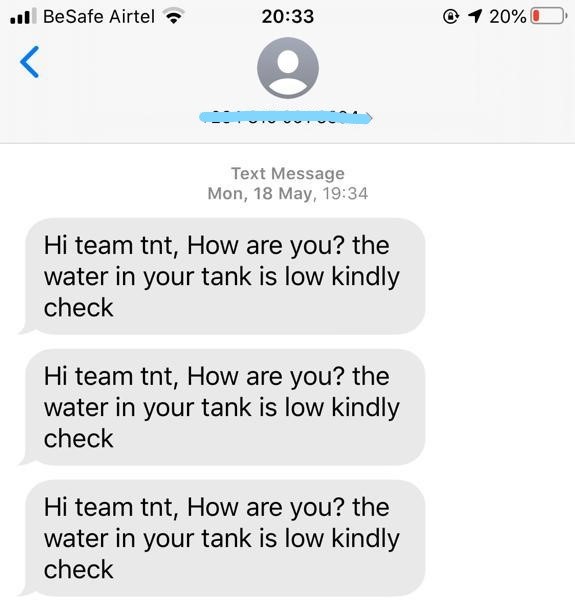 BeSafe Airtel 20:33 20%
Text Message
Mon, 18 May, 19:34
Hi team tnt, How are you? the
water in your tank is low kindly
check
Hi team tnt, How are you? the
water in your tank is low kindly
check
Hi team tnt, How are you? the
water in your tank is low kindly
check